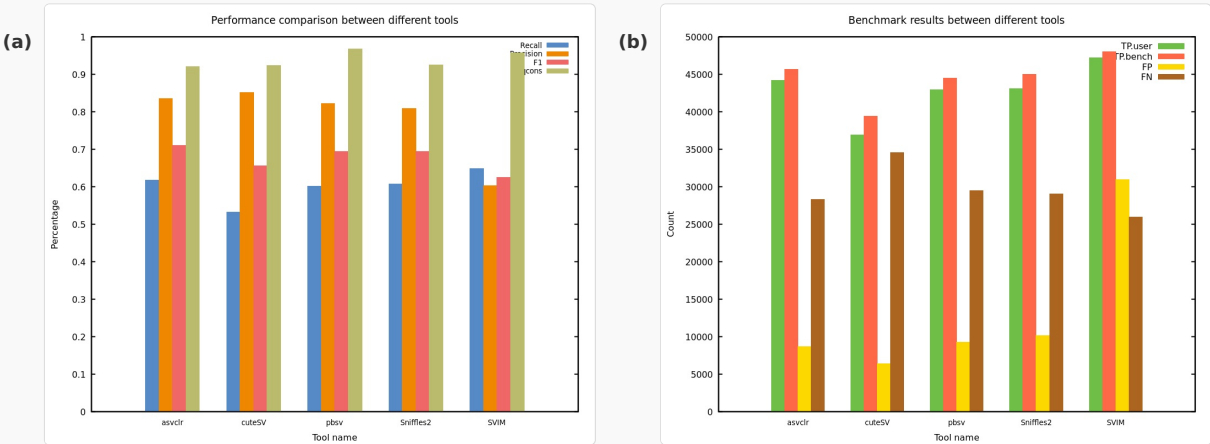 (a)
Performance comparison between different tools
Percentage
1
0.9
0.8
0.7
0.6
0.5
0.4
0.3
0.2
0.1
0
Recall
F1
asvclr
cuteSV
pbsv
Sniffles2
SVIM
Tool name
(b)
Benchmark results between different tools
Count
50000
45000
40000
35000
30000
25000
20000
15000
10000
5000
0
TP.user
TP.bench
FP
FN
asvclr
cuteSV
pbsv
Sniffles2
SVIM
Tool name